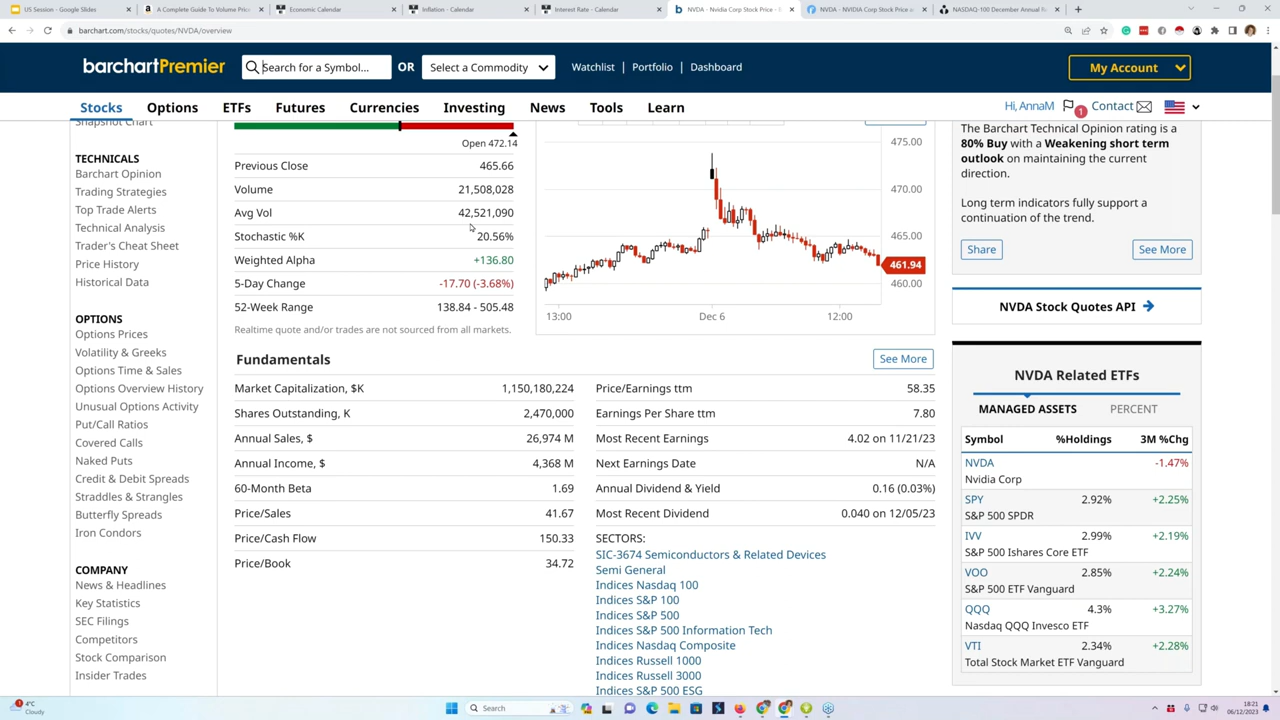 US Session - Google Slides
A Complete Guide To Volume Pric
Economic Calendar
Inflation - Calendar
Interest Rate - Calendar
NVDA - Nvidia Corp Stock Price -
NVDA - NVIDIA Corp Stock Price a
NASDAQ-100 December Annual Re
barchart.com/stocks/quotes/NVDA/overview
barchartPremier
Search for a Symbol...
OR
Select a Commodity
Watchlist
Portfolio
Dashboard
My Account
Stocks
Options
ETFs
Futures
Currencies
Investing
News
Tools
Learn
Hi, AnnaM
1
Contact
Snapshot Chart
TECHNICALS
Barchart Opinion
Trading Strategies
Top Trade Alerts
Technical Analysis
Trader's Cheat Sheet
Price History
Historical Data
OPTIONS
Options Prices
Volatility & Greeks
Options Time & Sales
Options Overview History
Unusual Options Activity
Put/Call Ratios
Covered Calls
Naked Puts
Credit & Debit Spreads
Straddles & Strangles
Butterfly Spreads
Iron Condors
COMPANY
News & Headlines
Key Statistics
SEC Filings
Competitors
Stock Comparison
Insider Trades
Open 472.14
Previous Close 465.66
Volume 21,508,028
Avg Vol 42,521,090
Stochastic %K 20.56%
Weighted Alpha +136.80
5-Day Change -17.70 (-3.68%)
52-Week Range 138.84 - 505.48
Realtime quote and/or trades are not sourced from all markets.
475.00
470.00
465.00
461.94
460.00
13:00
Dec 6
12:00
Fundamentals
See More
Market Capitalization, $K 1,150,180,224
Shares Outstanding, K 2,470,000
Annual Sales, $ 26,974 M
Annual Income, $ 4,368 M
60-Month Beta 1.69
Price/Sales 41.67
Price/Cash Flow 150.33
Price/Book 34.72
Price/Earnings ttm 58.35
Earnings Per Share ttm 7.80
Most Recent Earnings 4.02 on 11/21/23
Next Earnings Date N/A
Annual Dividend & Yield 0.16 (0.03%)
Most Recent Dividend 0.040 on 12/05/23
SECTORS:
SIC-3674 Semiconductors & Related Devices
Semi General
Indices Nasdaq 100
Indices S&P 100
Indices S&P 500
Indices S&P 500 Information Tech
Indices Nasdaq Composite
Indices Russell 1000
Indices Russell 3000
Indices S&P 500 ESG
The Barchart Technical Opinion rating is a
80% Buy with a Weakening short term
outlook on maintaining the current
direction.
Long term indicators fully support a
continuation of the trend.
Share
See More
NVDA Stock Quotes API
NVDA Related ETFs
MANAGED ASSETS
PERCENT
Symbol %Holdings 3M %Chg
NVDA -1.47%
Nvidia Corp
SPY 2.92% +2.25%
S&P 500 SPDR
IVV 2.99% +2.19%
S&P 500 Ishares Core ETF
VOO 2.85% +2.24%
S&P 500 ETF Vanguard
QQQ 4.3% +3.27%
Nasdaq QQQ Invesco ETF
VTI 2.34% +2.28%
Total Stock Market ETF Vanguard
4°C
Cloudy
Search
18:21
06/12/2023